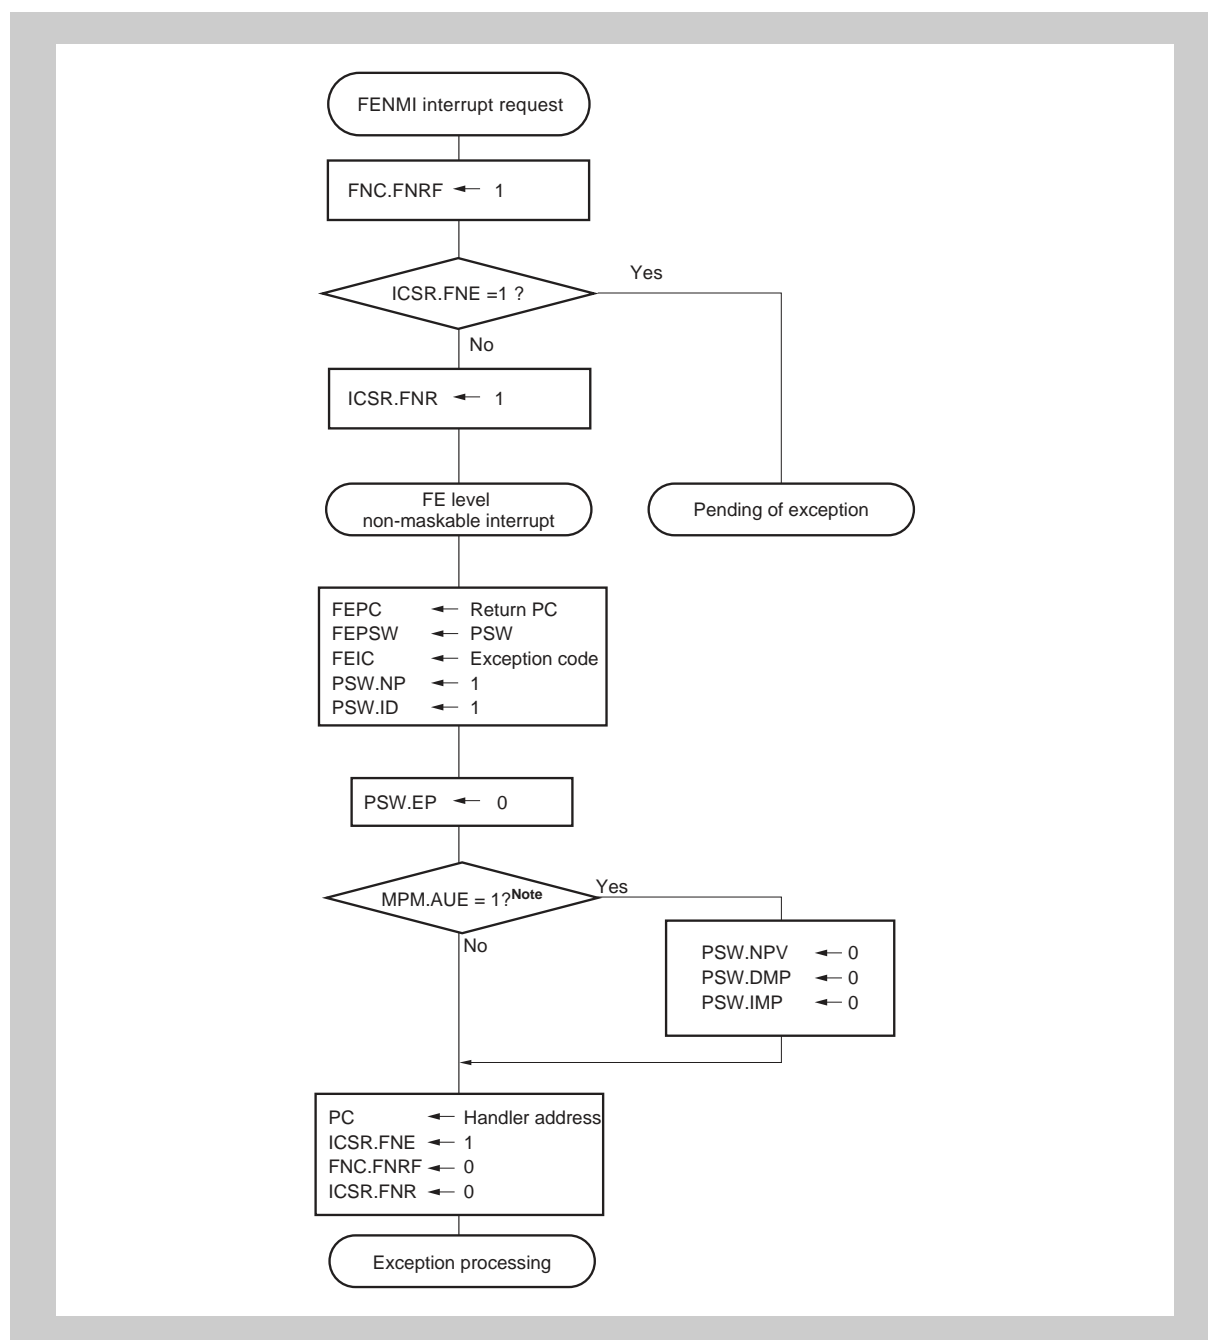 FENMI interrupt request
FNC.FNRF ← 1
Yes
ICSR.FNE =1 ?
No
ICSR.FNR ← 1
FE level
non-maskable interrupt
Pending of exception
FEPC ← Return PC
FEPSW ← PSW
FEIC ← Exception code
PSW.NP ← 1
PSW.ID ← 1
PSW.EP ← 0
MPM.AUE = 1?Note
Yes
No
PSW.NPV ← 0
PSW.DMP ← 0
PSW.IMP ← 0
PC ← Handler address
ICSR.FNE ← 1
FNC.FNRF ← 0
ICSR.FNR ← 0
Exception processing